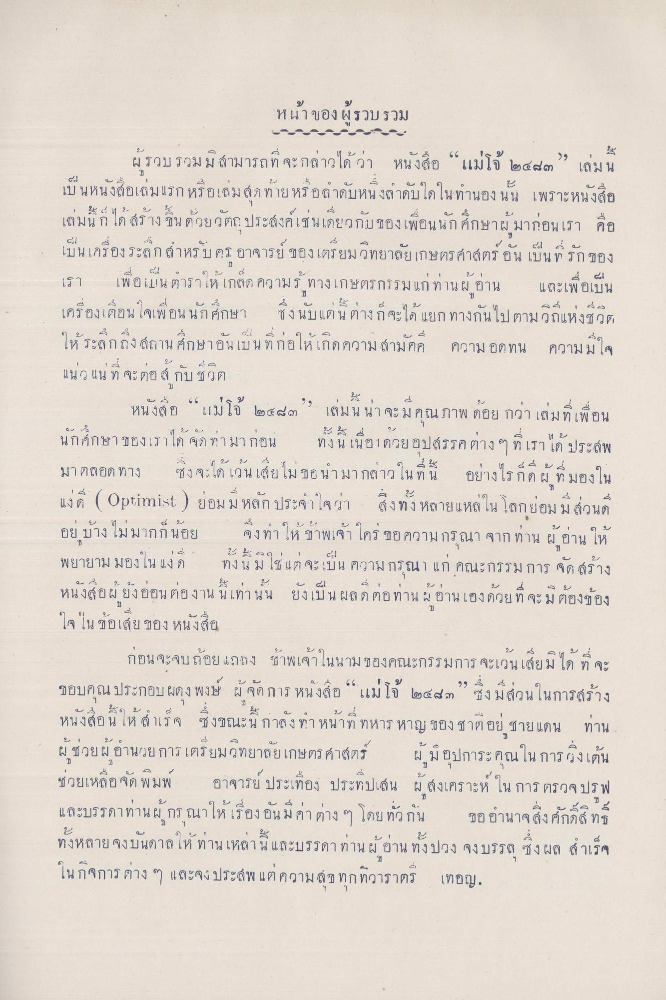 หน้าของผู้รวบรวม
ผู้รวบรวมมิสามารถที่จะกล่าวได้ว่า หนังสือ “แม่โจ้ ๒๔๘๓” เล่มนี้
เป็นหนังสือเล่มแรกหรือเล่มสุดท้ายหรือลำดับหนึ่งลำดับใดในทำนองนั้น เพราะหนังสือ
เล่มนี้ก็ได้สร้างขึ้นด้วยวัตถุประสงค์เช่นเดียวกับของเพื่อนนักศึกษาผู้มาก่อนเรา คือ
เป็นเครื่องระลึกสำหรับครูอาจารย์ของเตรียมวิทยาลัยเกษตรศาสตร์อันเป็นที่รักของ
เรา เพื่อเป็นตำราให้เกล็ดความรู้ทางเกษตรกรรมแก่ท่านผู้อ่าน และเพื่อเป็น
เครื่องเตือนใจเพื่อนนักศึกษา ซึ่งนับแต่นี้ต่างก็จะได้แยกทางกันไปตามวิถีแห่งชีวิต
ให้ระลึกถึงสถานศึกษาอันเป็นที่ก่อให้เกิดความสามัคคี ความอดทน ความมีใจ
แน่วแน่ที่จะต่อสู้กับชีวิต
หนังสือ “แม่โจ้ ๒๔๘๓” เล่มนี้น่าจะมีคุณภาพด้อยกว่าเล่มที่เพื่อน
นักศึกษาของเราได้จัดทำมาก่อน ทั้งนี้เนื่องด้วยอุปสรรคต่างๆที่เราได้ประสพ
มาตลอดทาง ซึ่งจะได้เว้นเสียไม่ขอนำมากล่าวในที่นี้ อย่างไรก็ดีผู้ที่มองใน
แง่ดี (Optimist) ย่อมมีหลักประจำใจว่า สิ่งทั้งหลายแหล่ในโลกย่อมมีส่วนดี
อยู่บ้างไม่มากก็น้อย จึงทำให้ข้าพเจ้าใคร่ขอความกรุณาจากท่านผู้อ่านให้
พยายามมองในแง่ดี ทั้งนี้มิใช่แต่จะเป็นความกรุณาแก่คณะกรรมการจัดสร้าง
หนังสือผู้ยังอ่อนต่องานนี้เท่านั้น ยังเป็นผลดีต่อท่านผู้อ่านเองด้วยที่จะมิต้องข้อง
ใจในข้อเสียของหนังสือ
ก่อนจะจบถ้อยแถลง ข้าพเจ้าในนามของคณะกรรมการจะเว้นเสียมิได้ที่จะ
ขอบคุณประกอบผดุงพงษ์ ผู้จัดการหนังสือ “แม่โจ้ ๒๔๘๓” ซึ่งมีส่วนในการสร้าง
หนังสือนี้ให้สำเร็จ ซึ่งขณะนี้กำลังทำหน้าที่ทหารหาญของชาติอยู่ชายแดน ท่าน
ผู้ช่วยผู้อำนวยการเตรียมวิทยาลัยเกษตรศาสตร์ ผู้มีอุปการะคุณในการวิ่งเต้น
ช่วยเหลือจัดพิมพ์ อาจารย์ประเทือง ประทีปเสน ผู้สงเคราะห์ในการตรวจปรูฟ
และบรรดาท่านผู้กรุณาให้เรื่องอันมีค่าต่างๆโดยทั่วกัน ขออำนาจสิ่งศักดิ์สิทธิ์
ทั้งหลายจงบันดาลให้ท่านเหล่านี้และบรรดาท่านผู้อ่านทั้งปวงจงบรรลุซึ่งผลสำเร็จ
ในกิจการต่างๆ และจงประสพแต่ความสุขทุกทิวาราตรี เทอญ.